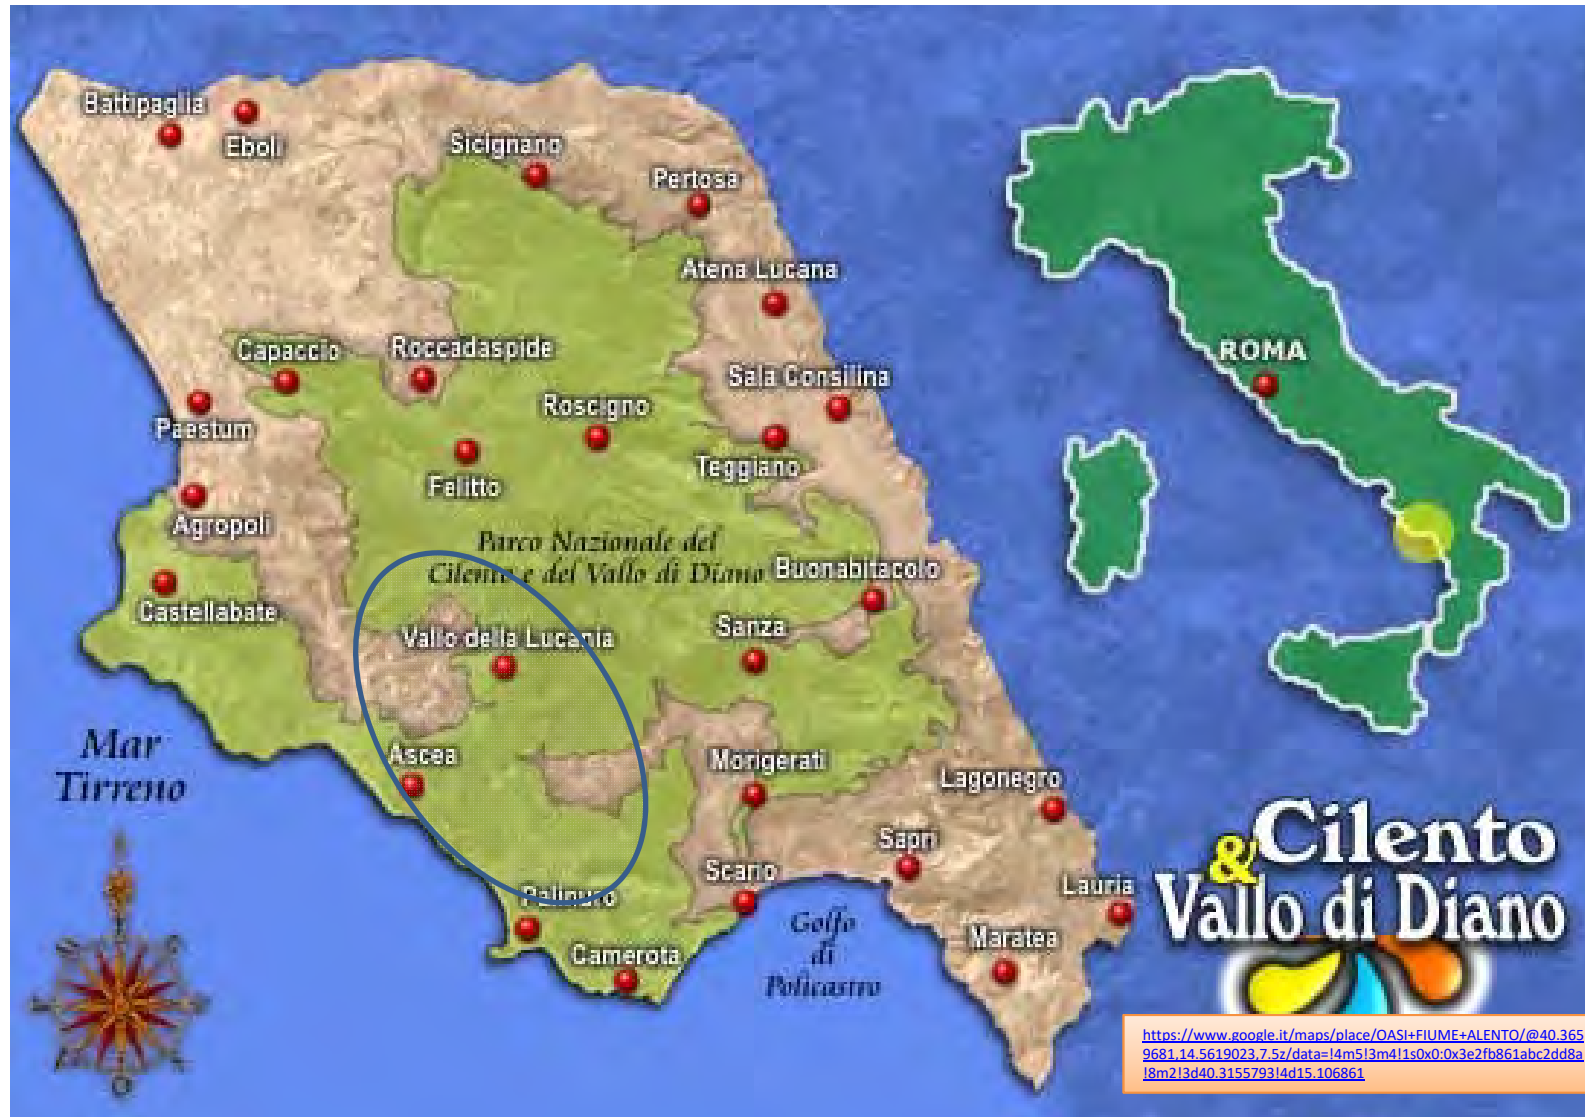 Battipaglia
Eboli
Sicignano
Pertosa
Atena Lucana
Capaccio
Roccadaspide
ROMA
Sala Consilina
Roscigno
Paestum
Teggiano
Felitto
Agropoli
Parco Nazionale del
Cilento e del Vallo di Diano
Buonabitacolo
Castellabate
Vallo della Lucania
Sanza
Mar
Tirreno
Ascea
Morigerati
Lagonegro
Sapri
Scario
Lauria
Palinuro
Golfo
di
Policastro
Camerota
Maratea
Cilento
&
Vallo di Diano
https://www.google.it/maps/place/OASI+FIUME+ALENTO/@40.365
9681,14.5619023,7.5z/data=!4m5!3m4!1s0x0:0x3e2fb861abc2dd8a
!8m2!3d40.3155793!4d15.106861